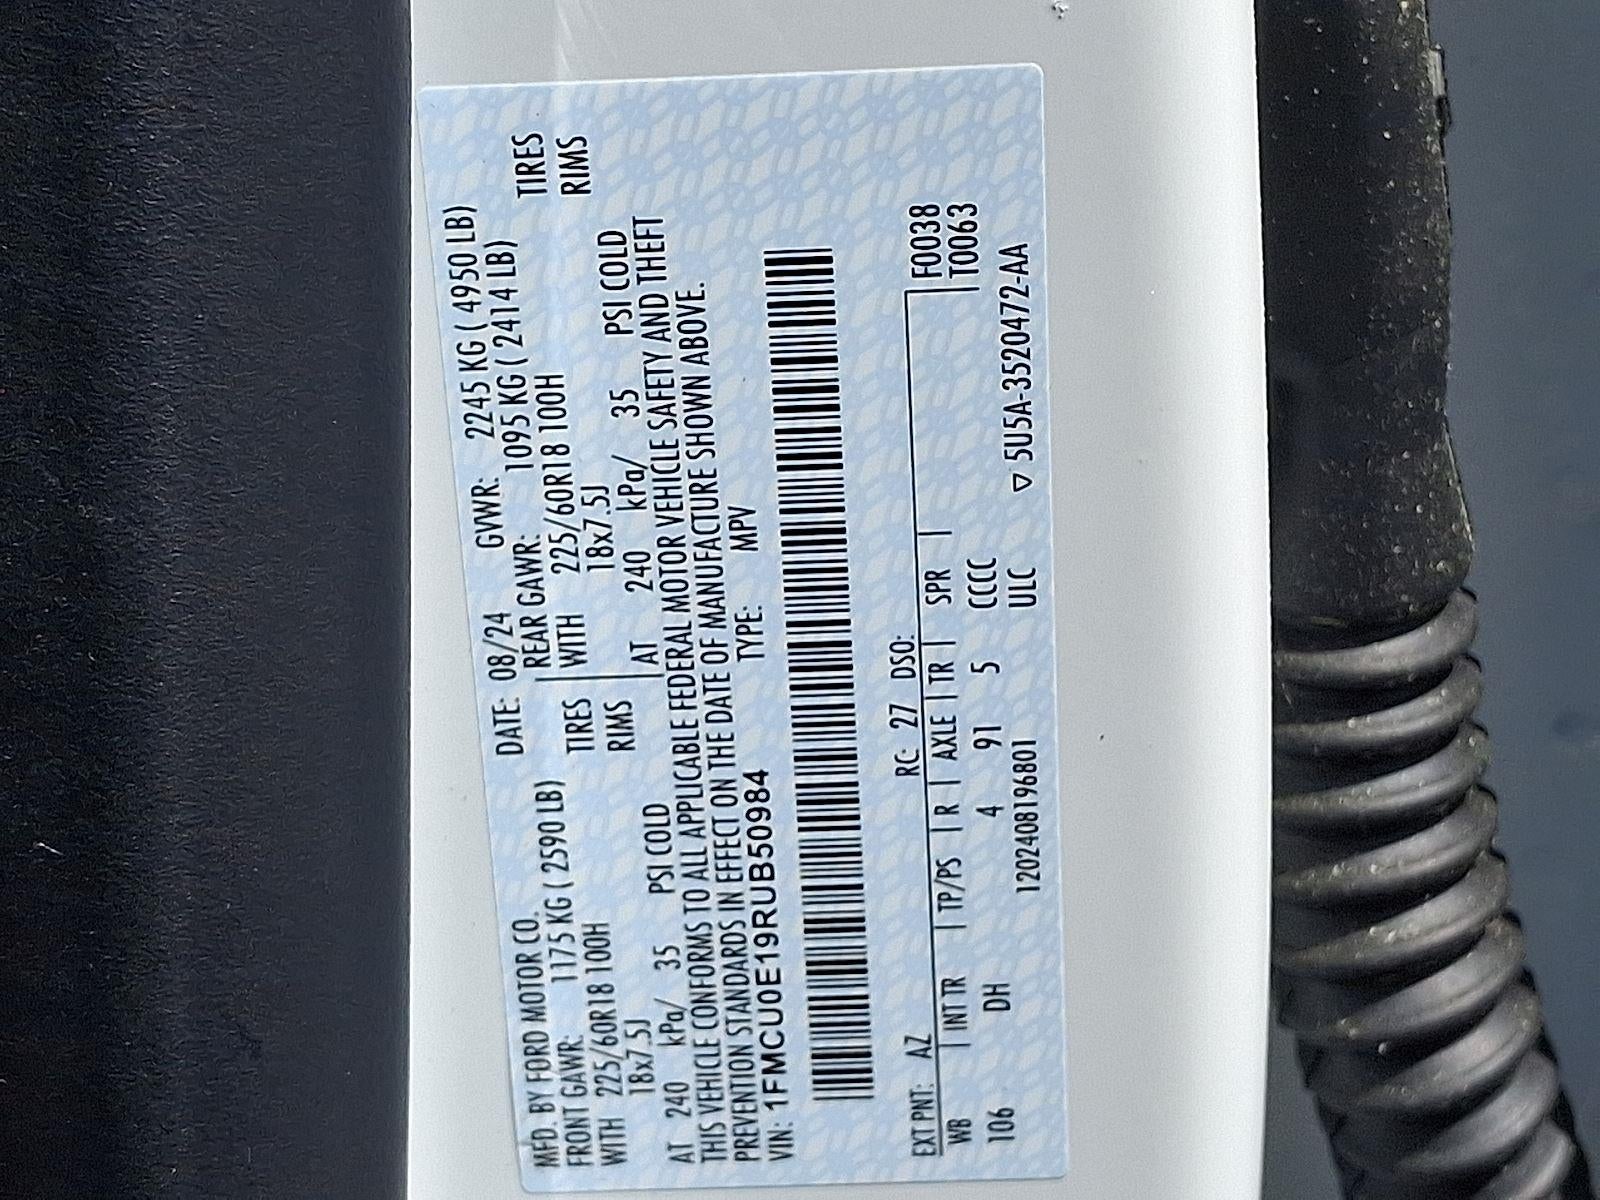 MFD. BY FORD MOTOR CO. DATE: 08/24 GVWR: 2245 KG ( 4950 LB)
FRONT GAWR: 1175 KG ( 2590 LB) REAR GAWR: 1095 KG ( 2414 LB)
WITH 225/60R18 100H TIRES WITH 225/60R18 100H TIRES
18x7.5J RIMS 18x7.5J RIMS
AT 240 kPa/ 35 PSI COLD AT 240 kPa/ 35 PSI COLD
THIS VEHICLE CONFORMS TO ALL APPLICABLE FEDERAL MOTOR VEHICLE SAFETY AND THEFT
PREVENTION STANDARDS IN EFFECT ON THE DATE OF MANUFACTURE SHOWN ABOVE.
VIN: 1FMCU0E19RUB50984 TYPE: MPV
EXT PNT: AZ RC: 27 DSO: F0038
WB | INT TR | TP/PS | R | AXLE | TR | SPR | T0063
106 DH 4 91 5 CCCC
120240819680​1 ULC ▽ 5U5A-3520472-AA